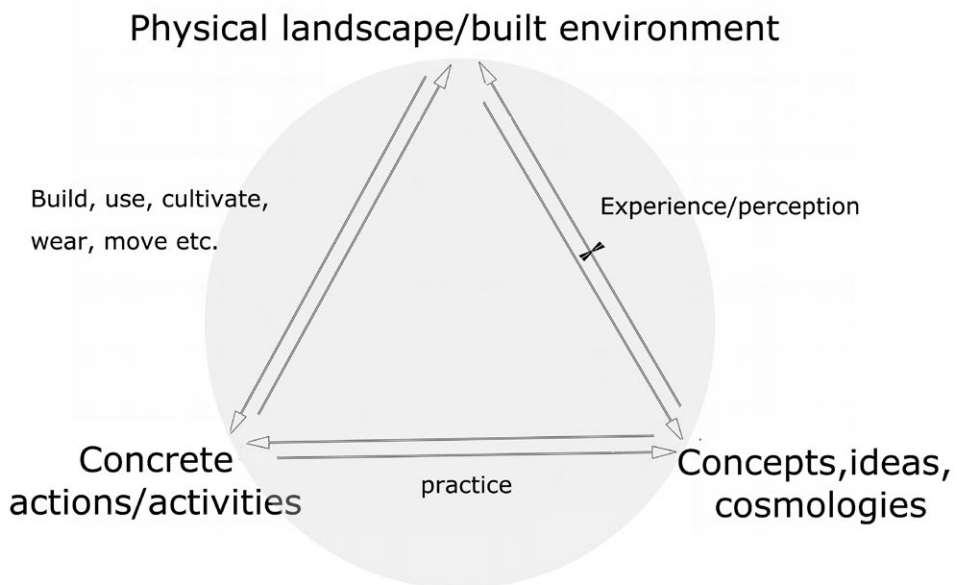 Physical landscape/built environment
Build, use, cultivate,
wear, move etc.
Experience/perception
Concrete
actions/activities
practice
Concepts,ideas,
cosmologies